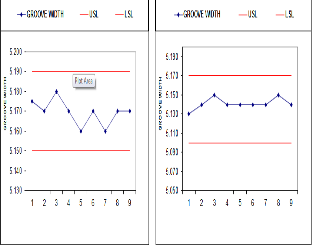 GROOVE WIDTH USL LSL
5.200
5.190
Plot Area
5.180
5.170
5.160
5.150
5.140
5.130
GROOVE WIDTH
1 2 3 4 5 6 7 8 9
GROOVE WIDTH USL LSL
5.190
5.170
5.150
5.130
5.110
5.090
5.070
5.050
GROOVE WIDTH
1 2 3 4 5 6 7 8 9